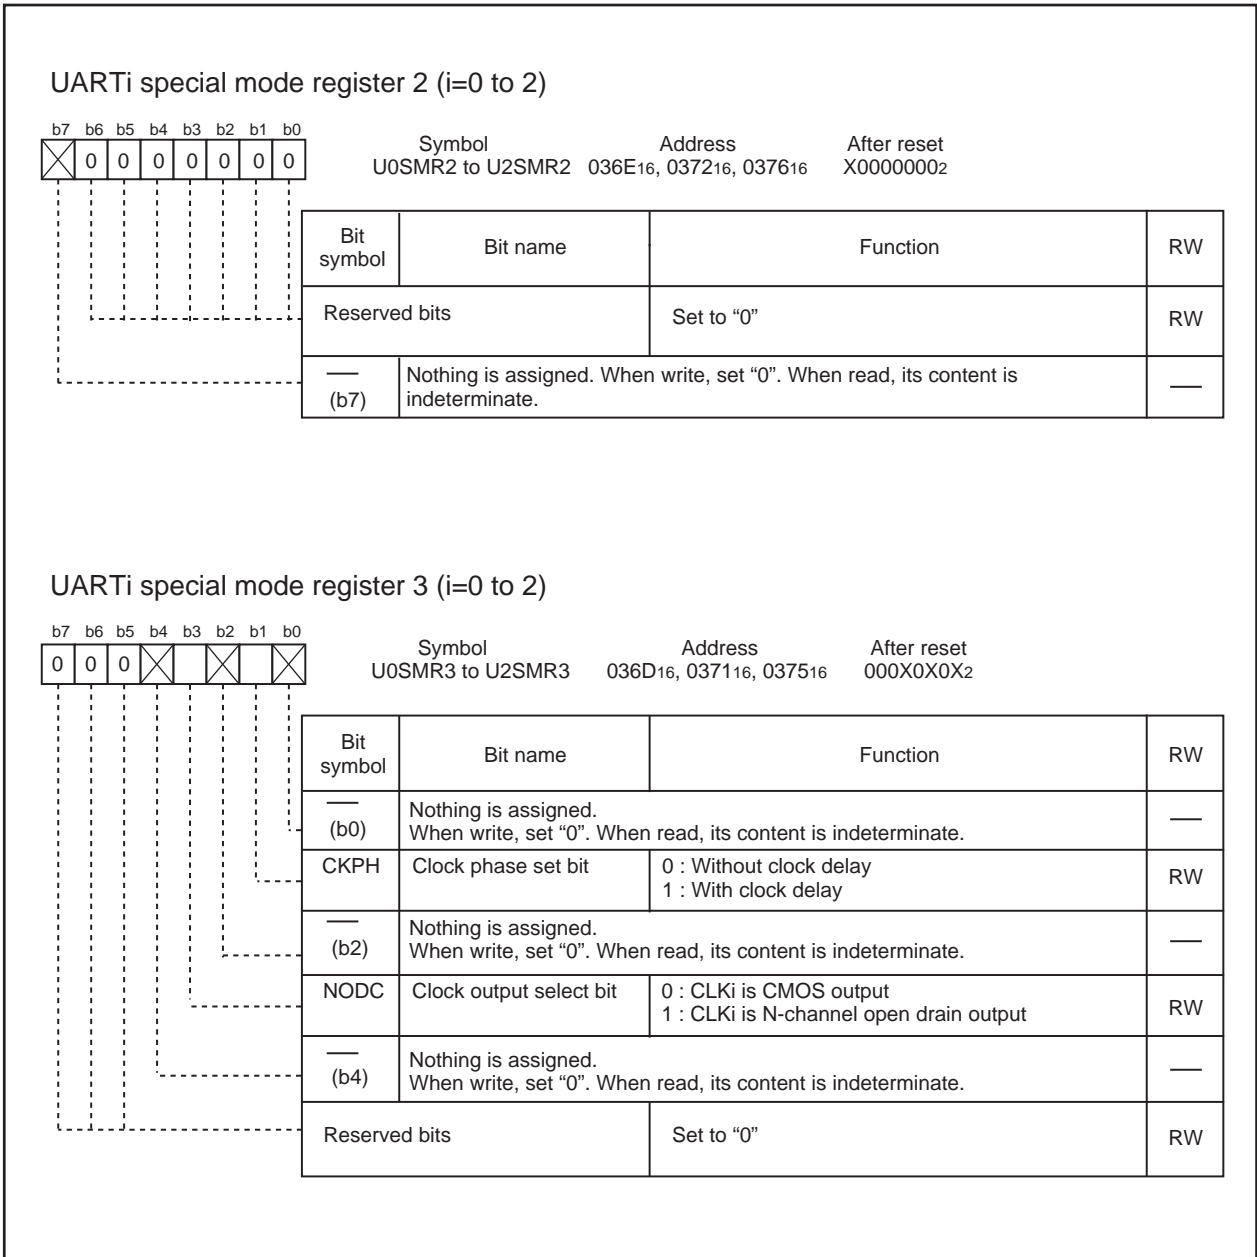 UARTi special mode register 2 (i=0 to 2)
b7 b6 b5 b4 b3 b2 b1 b0
0 0 0 0 0 0 0
Symbol Address After reset
U0SMR2 to U2SMR2 036E16, 037216, 037616 X00000002
Bit symbol Bit name Function RW
Reserved bits Set to “0” RW
(b7) Nothing is assigned. When write, set “0”. When read, its content is
indeterminate.
UARTi special mode register 3 (i=0 to 2)
b7 b6 b5 b4 b3 b2 b1 b0
0 0 0
Symbol Address After reset
U0SMR3 to U2SMR3 036D16, 037116, 037516 000X0X0X2
Bit symbol Bit name Function RW
(b0) Nothing is assigned.
When write, set “0”. When read, its content is indeterminate.
CKPH Clock phase set bit 0 : Without clock delay
1 : With clock delay
RW
(b2) Nothing is assigned.
When write, set “0”. When read, its content is indeterminate.
NODC Clock output select bit 0 : CLKi is CMOS output
1 : CLKi is N-channel open drain output
RW
(b4) Nothing is assigned.
When write, set “0”. When read, its content is indeterminate.
Reserved bits Set to “0” RW